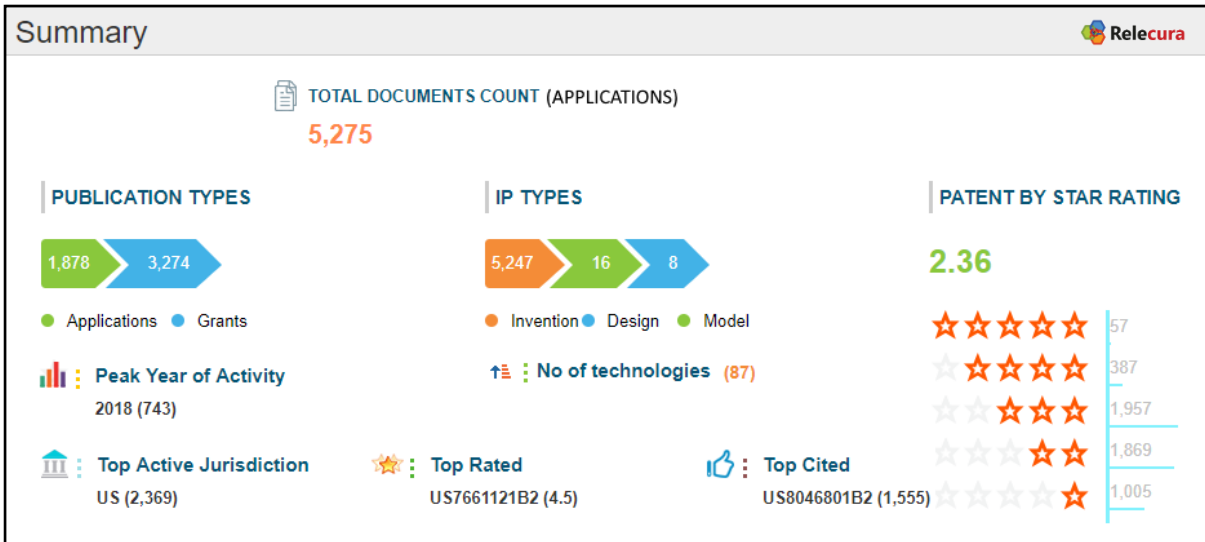 Summary
Relecura
TOTAL DOCUMENTS COUNT (APPLICATIONS)
5,275
PUBLICATION TYPES
1,878 3,274
Applications Grants
Peak Year of Activity
2018 (743)
IP TYPES
5,247 16 8
Invention Design Model
No of technologies (87)
PATENT BY STAR RATING
2.36
57
387
1,957
1,869
1,005
Top Active Jurisdiction
US (2,369)
Top Rated
US7661121B2 (4.5)
Top Cited
US8046801B2 (1,555)